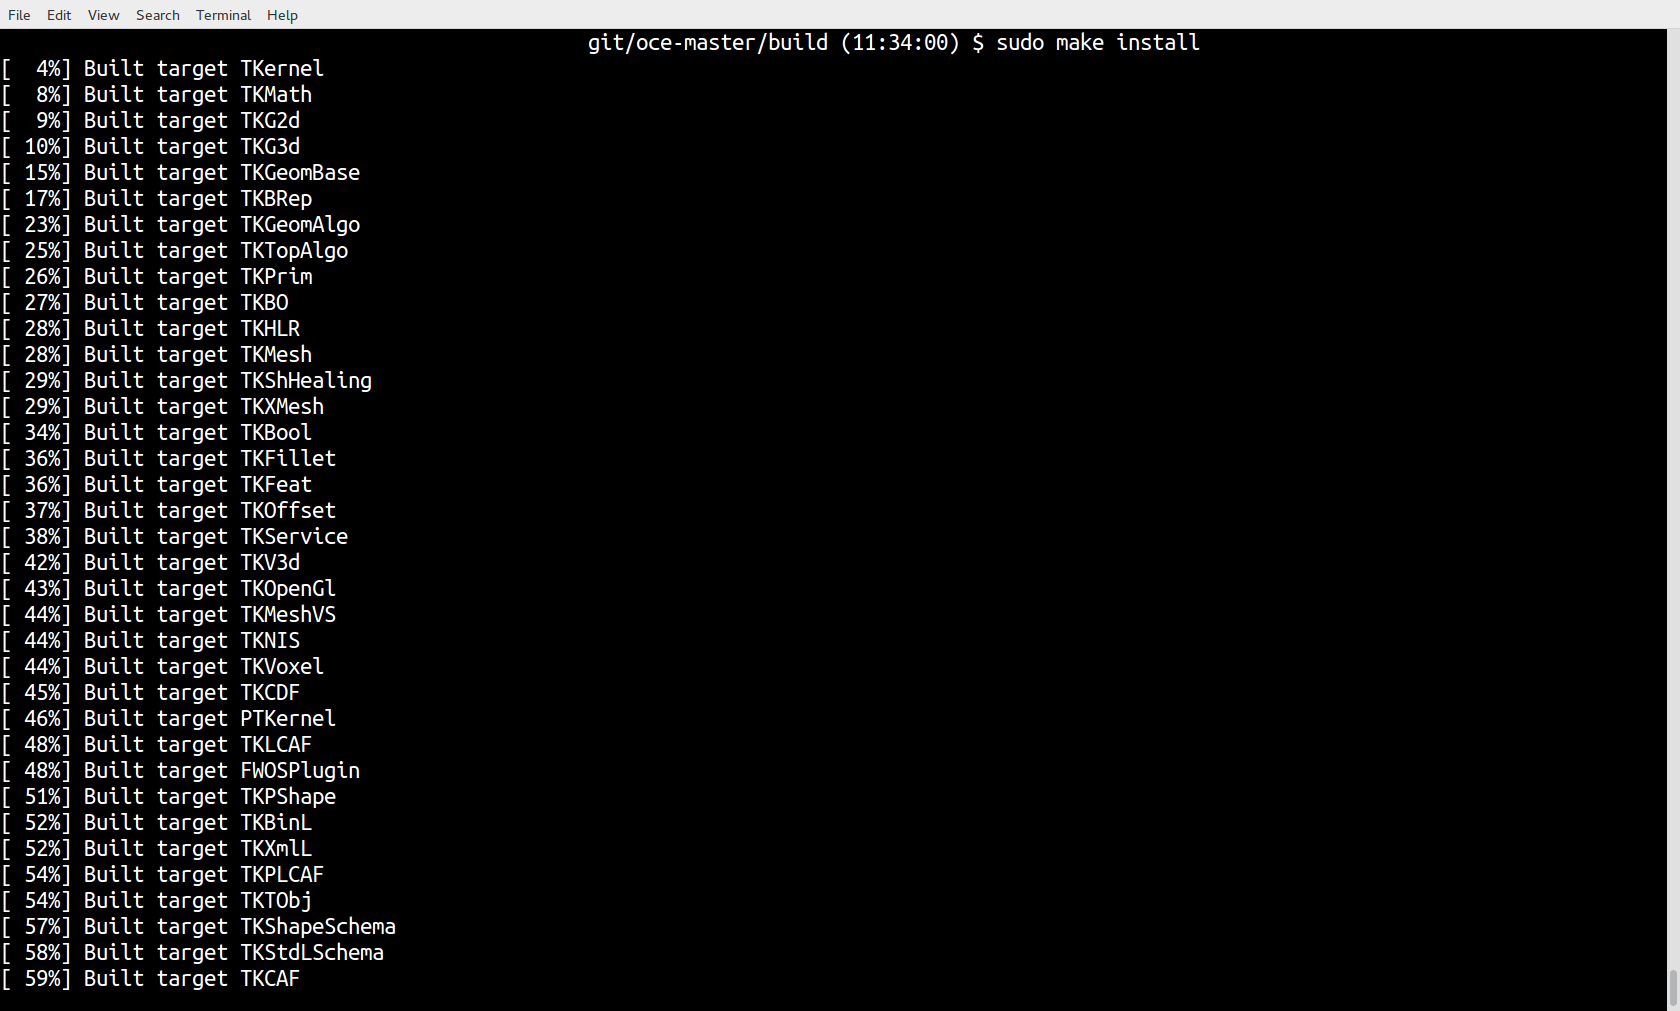 File Edit View Search Terminal Help
git/oce-master/build (11:34:00) $ sudo make install
[  4%] Built target TKernel
[  8%] Built target TKMath
[  9%] Built target TKG2d
[ 10%] Built target TKG3d
[ 15%] Built target TKGeomBase
[ 17%] Built target TKBRep
[ 23%] Built target TKGeomAlgo
[ 25%] Built target TKTopAlgo
[ 26%] Built target TKPrim
[ 27%] Built target TKBO
[ 28%] Built target TKHLR
[ 28%] Built target TKMesh
[ 29%] Built target TKShHealing
[ 29%] Built target TKXMesh
[ 34%] Built target TKBool
[ 36%] Built target TKFillet
[ 36%] Built target TKFeat
[ 37%] Built target TKOffset
[ 38%] Built target TKService
[ 42%] Built target TKV3d
[ 43%] Built target TKOpenGl
[ 44%] Built target TKMeshVS
[ 44%] Built target TKNIS
[ 44%] Built target TKVoxel
[ 45%] Built target TKCDF
[ 46%] Built target PTKernel
[ 48%] Built target TKLCAF
[ 48%] Built target FWOSPlugin
[ 51%] Built target TKPShape
[ 52%] Built target TKBinL
[ 52%] Built target TKXmlL
[ 54%] Built target TKPLCAF
[ 54%] Built target TKTObj
[ 57%] Built target TKShapeSchema
[ 58%] Built target TKStdLSchema
[ 59%] Built target TKCAF